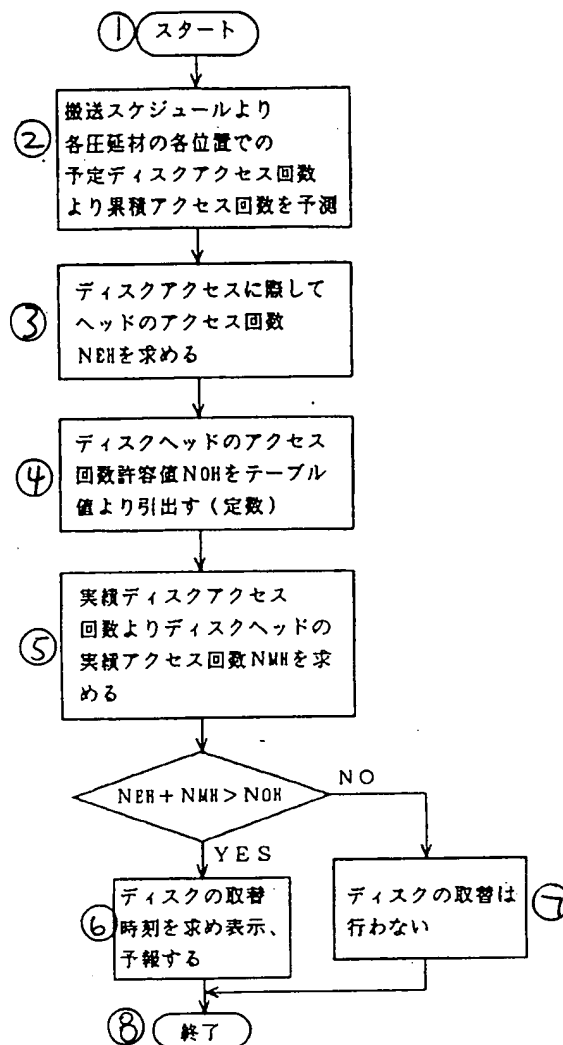 ① スタート
搬送スケジュールより
② 各圧延材の各位置での
予定ディスクアクセス回数
より累積アクセス回数を予測
ディスクアクセスに際して
③ ヘッドのアクセス回数
NEHを求める
ディスクヘッドのアクセス
④ 回数許容値NOHをテーブル
値より引出す(定数)
実績ディスクアクセス
回数よりディスクヘッドの
⑤ 実績アクセス回数NMHを求
める
NEH+NMH>NOH
NO
YES
ディスクの取替
⑥ 時刻を求め表示、
予報する
ディスクの取替は ⑦
行わない
⑧ 終了